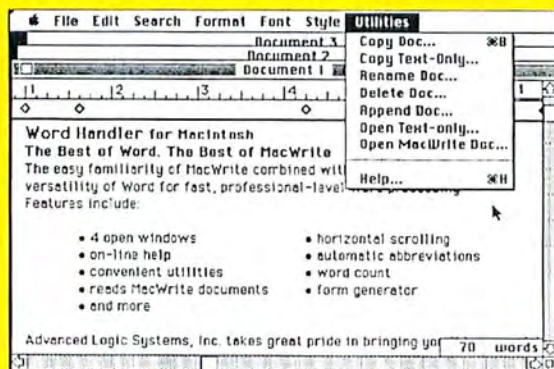 File Edit Search Format Font Style Utilities
Document 3
Document 2
Document 1
Copy Doc... ⌘B
Copy Text-Only...
Rename Doc...
Delete Doc...
Append Doc...
Open Text-only...
Open MacWrite Doc...
Help... ⌘H
1 2 3 4
Word Handler for Macintosh
The Best of Word. The Best of MacWrite
The easy familiarity of MacWrite combined wit
versatility of Word for fast, professional-level
Features include:
• 4 open windows
• on-line help
• convenient utilities
• reads MacWrite documents
• and more
• horizontal scrolling
• automatic abbreviations
• word count
• form generator
Advanced Logic Systems, Inc. takes great pride in bringing
70 words